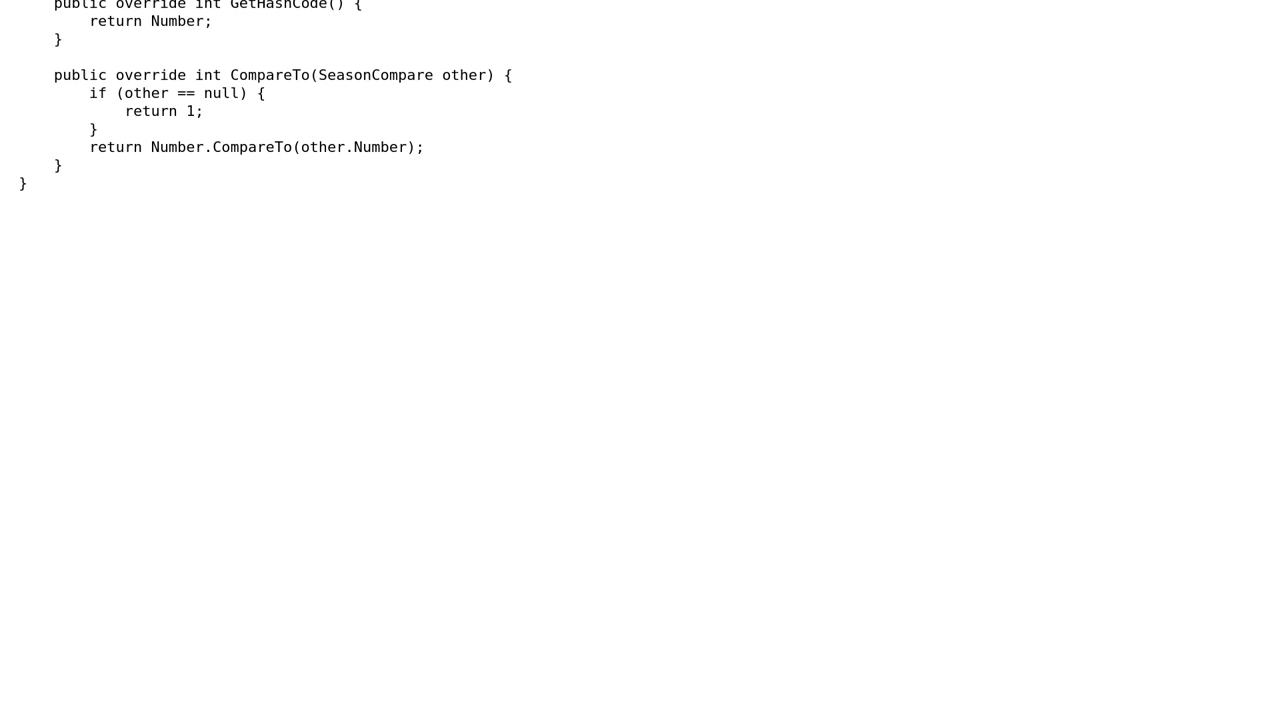 public override int GetHashCode() {
return Number;
}
public override int CompareTo(SeasonCompare other) {
if (other == null) {
return 1;
}
return Number.CompareTo(other.Number);
}
}